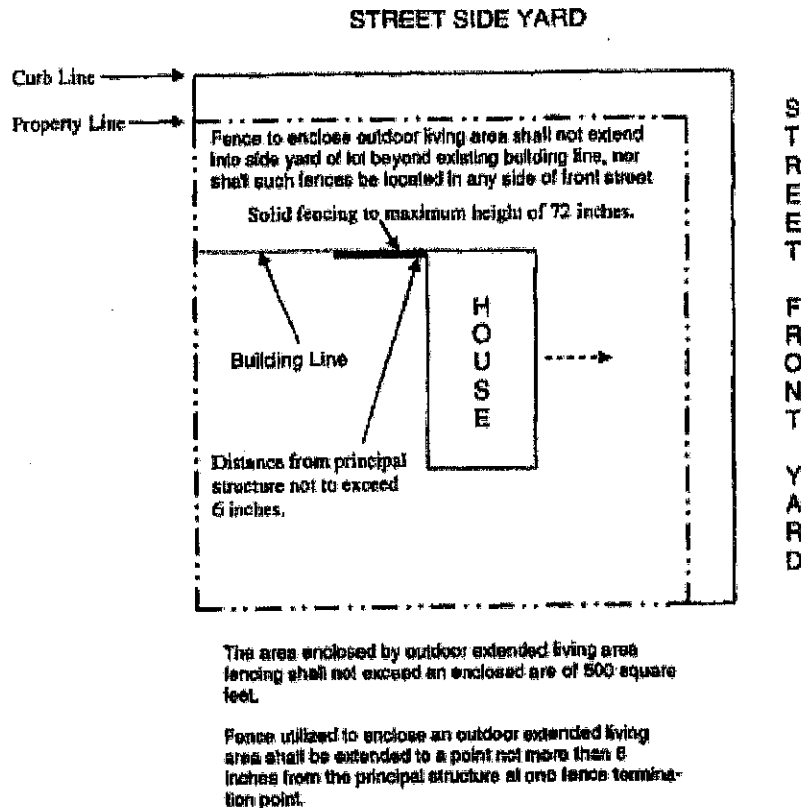 STREET SIDE YARD
Curb Line
Property Line
Fence to enclose outdoor living area shall not extend
into side yard of lot beyond existing building line, nor
shall such fences be located in any side of front street
Solid fencing to maximum height of 72 inches.
HOUSE
Building Line
Distance from principal
structure not to exceed
6 inches.
STREET FRONT YARD
The area enclosed by outdoor extended living area
fencing shall not exceed an enclosed are of 500 square
feet.
Fence utilized to enclose an outdoor extended living
area shall be extended to a point not more than 6
inches from the principal structure at one fence termina-
tion point.